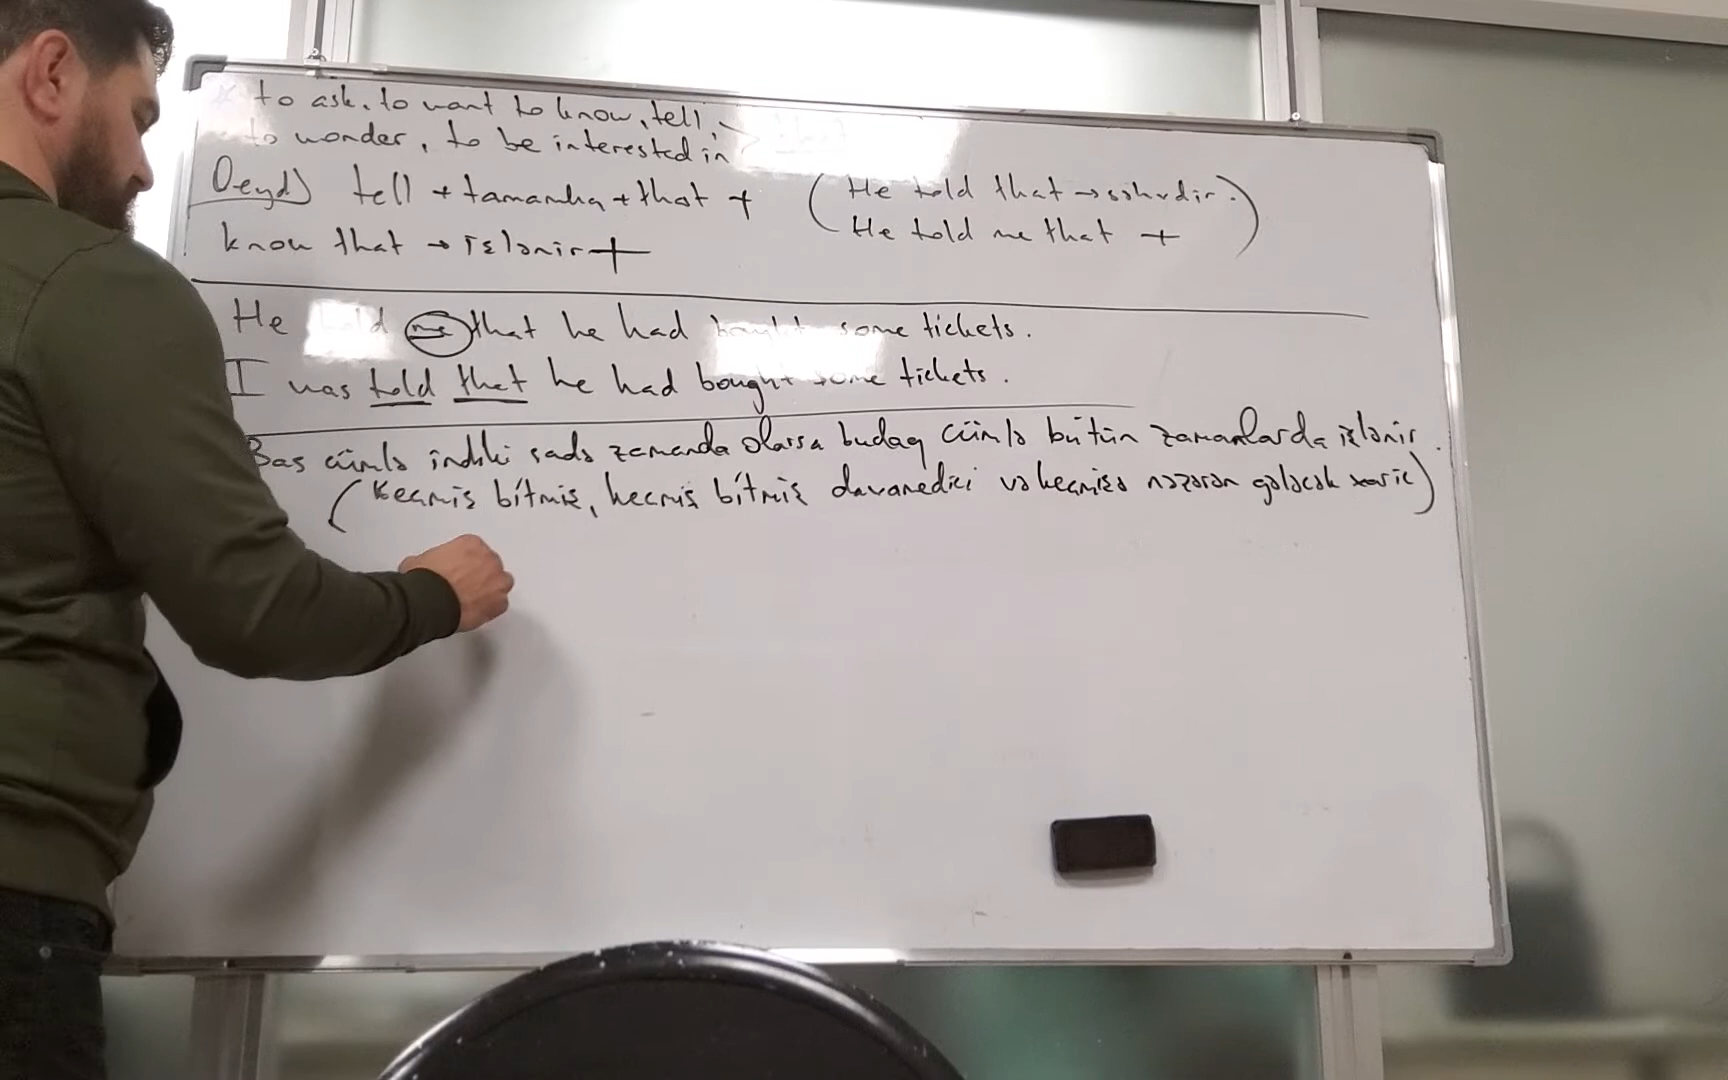 to ask, to want to know, tell,
to wonder, to be interested in
Qeyd) tell + tamamlıq + that + (He told that → səhvdir.)
He told me that +
know that → işlənir +
He told me that he had bought some tickets.
I was told that he had bought some tickets.
Baş cümlə indiki sadə zamanda olarsa budaq cümlə bütün zamanlarda işlənir.
(Keçmiş bitmiş, keçmiş bitmiş davamedici və keçmişə nəzərən gələcək xaric)